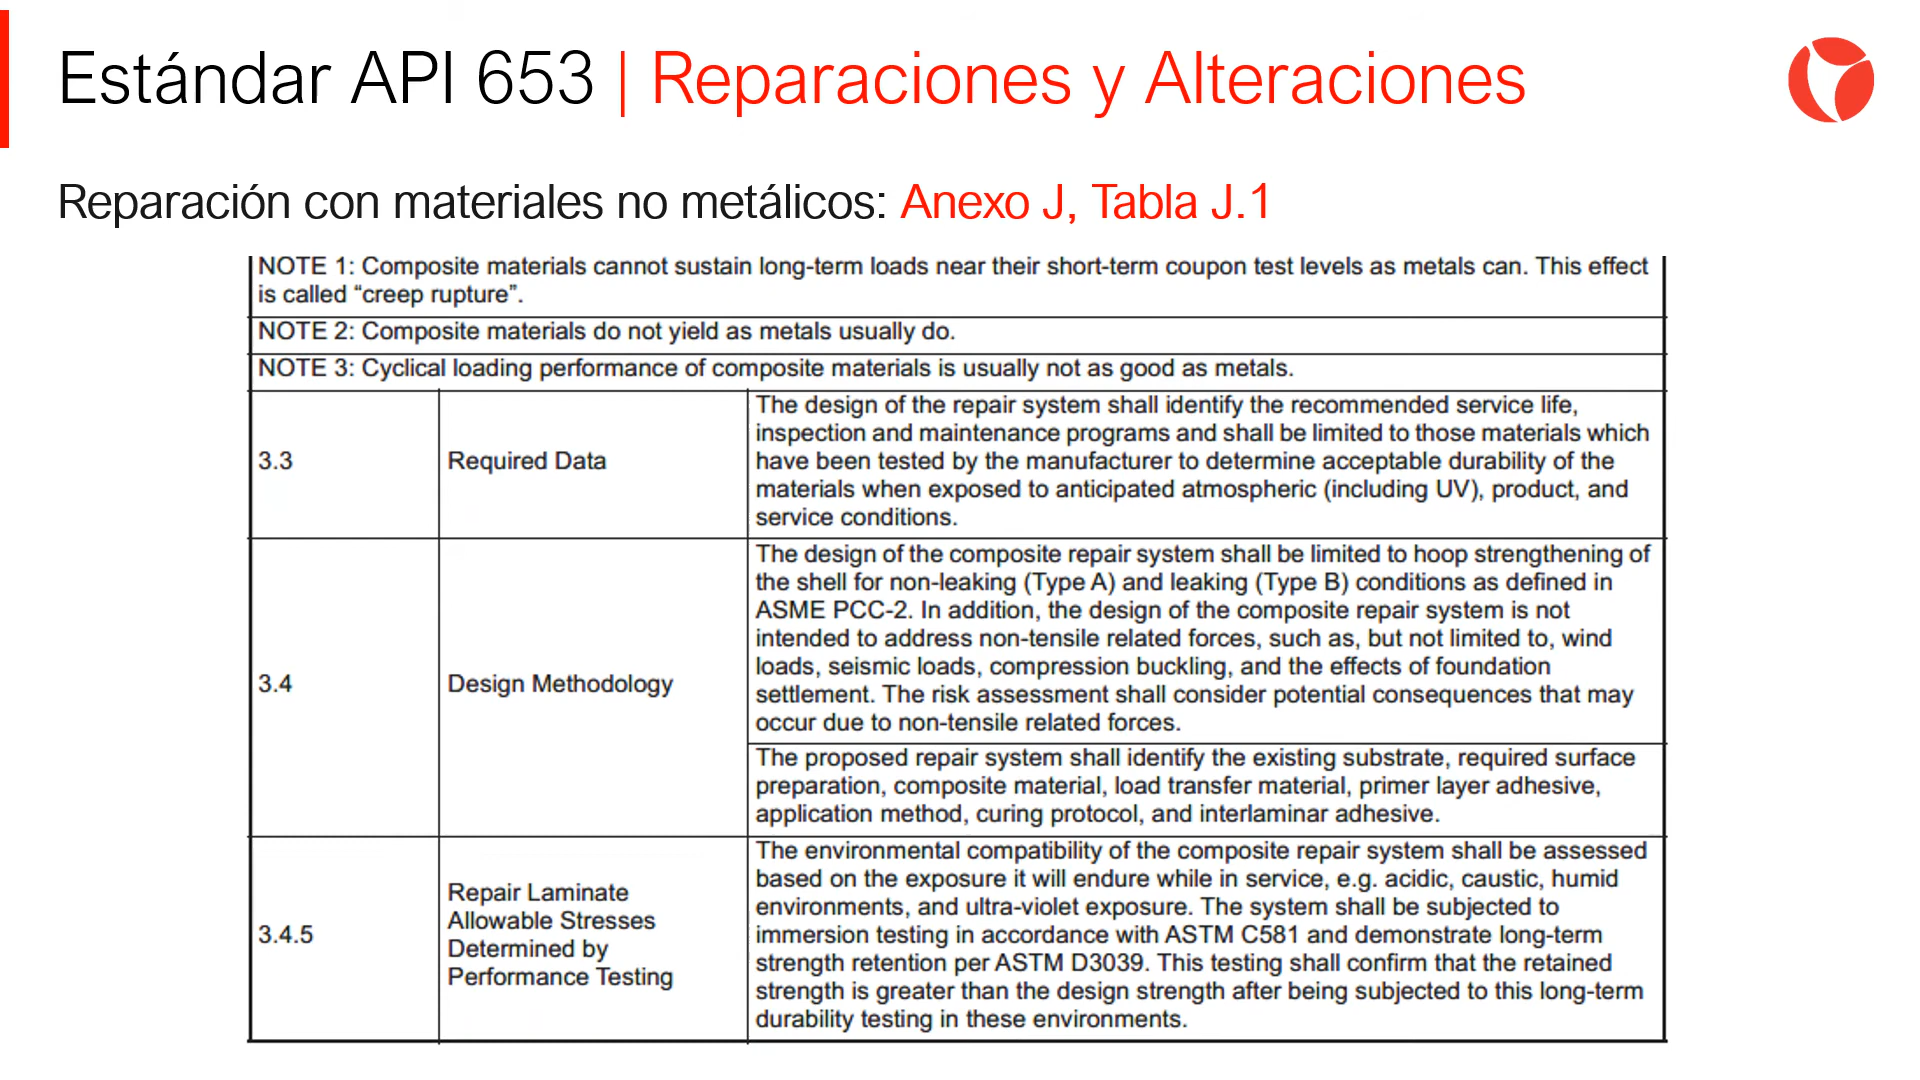 Estándar API 653 | Reparaciones y Alteraciones
Reparación con materiales no metálicos: Anexo J, Tabla J.1
NOTE 1: Composite materials cannot sustain long-term loads near their short-term coupon test levels as metals can. This effect
is called “creep rupture”.
NOTE 2: Composite materials do not yield as metals usually do.
NOTE 3: Cyclical loading performance of composite materials is usually not as good as metals.
3.3
Required Data
The design of the repair system shall identify the recommended service life,
inspection and maintenance programs and shall be limited to those materials which
have been tested by the manufacturer to determine acceptable durability of the
materials when exposed to anticipated atmospheric (including UV), product, and
service conditions.
3.4
Design Methodology
The design of the composite repair system shall be limited to hoop strengthening of
the shell for non-leaking (Type A) and leaking (Type B) conditions as defined in
ASME PCC-2. In addition, the design of the composite repair system is not
intended to address non-tensile related forces, such as, but not limited to, wind
loads, seismic loads, compression buckling, and the effects of foundation
settlement. The risk assessment shall consider potential consequences that may
occur due to non-tensile related forces.
The proposed repair system shall identify the existing substrate, required surface
preparation, composite material, load transfer material, primer layer adhesive,
application method, curing protocol, and interlaminar adhesive.
3.4.5
Repair Laminate
Allowable Stresses
Determined by
Performance Testing
The environmental compatibility of the composite repair system shall be assessed
based on the exposure it will endure while in service, e.g. acidic, caustic, humid
environments, and ultra-violet exposure. The system shall be subjected to
immersion testing in accordance with ASTM C581 and demonstrate long-term
strength retention per ASTM D3039. This testing shall confirm that the retained
strength is greater than the design strength after being subjected to this long-term
durability testing in these environments.